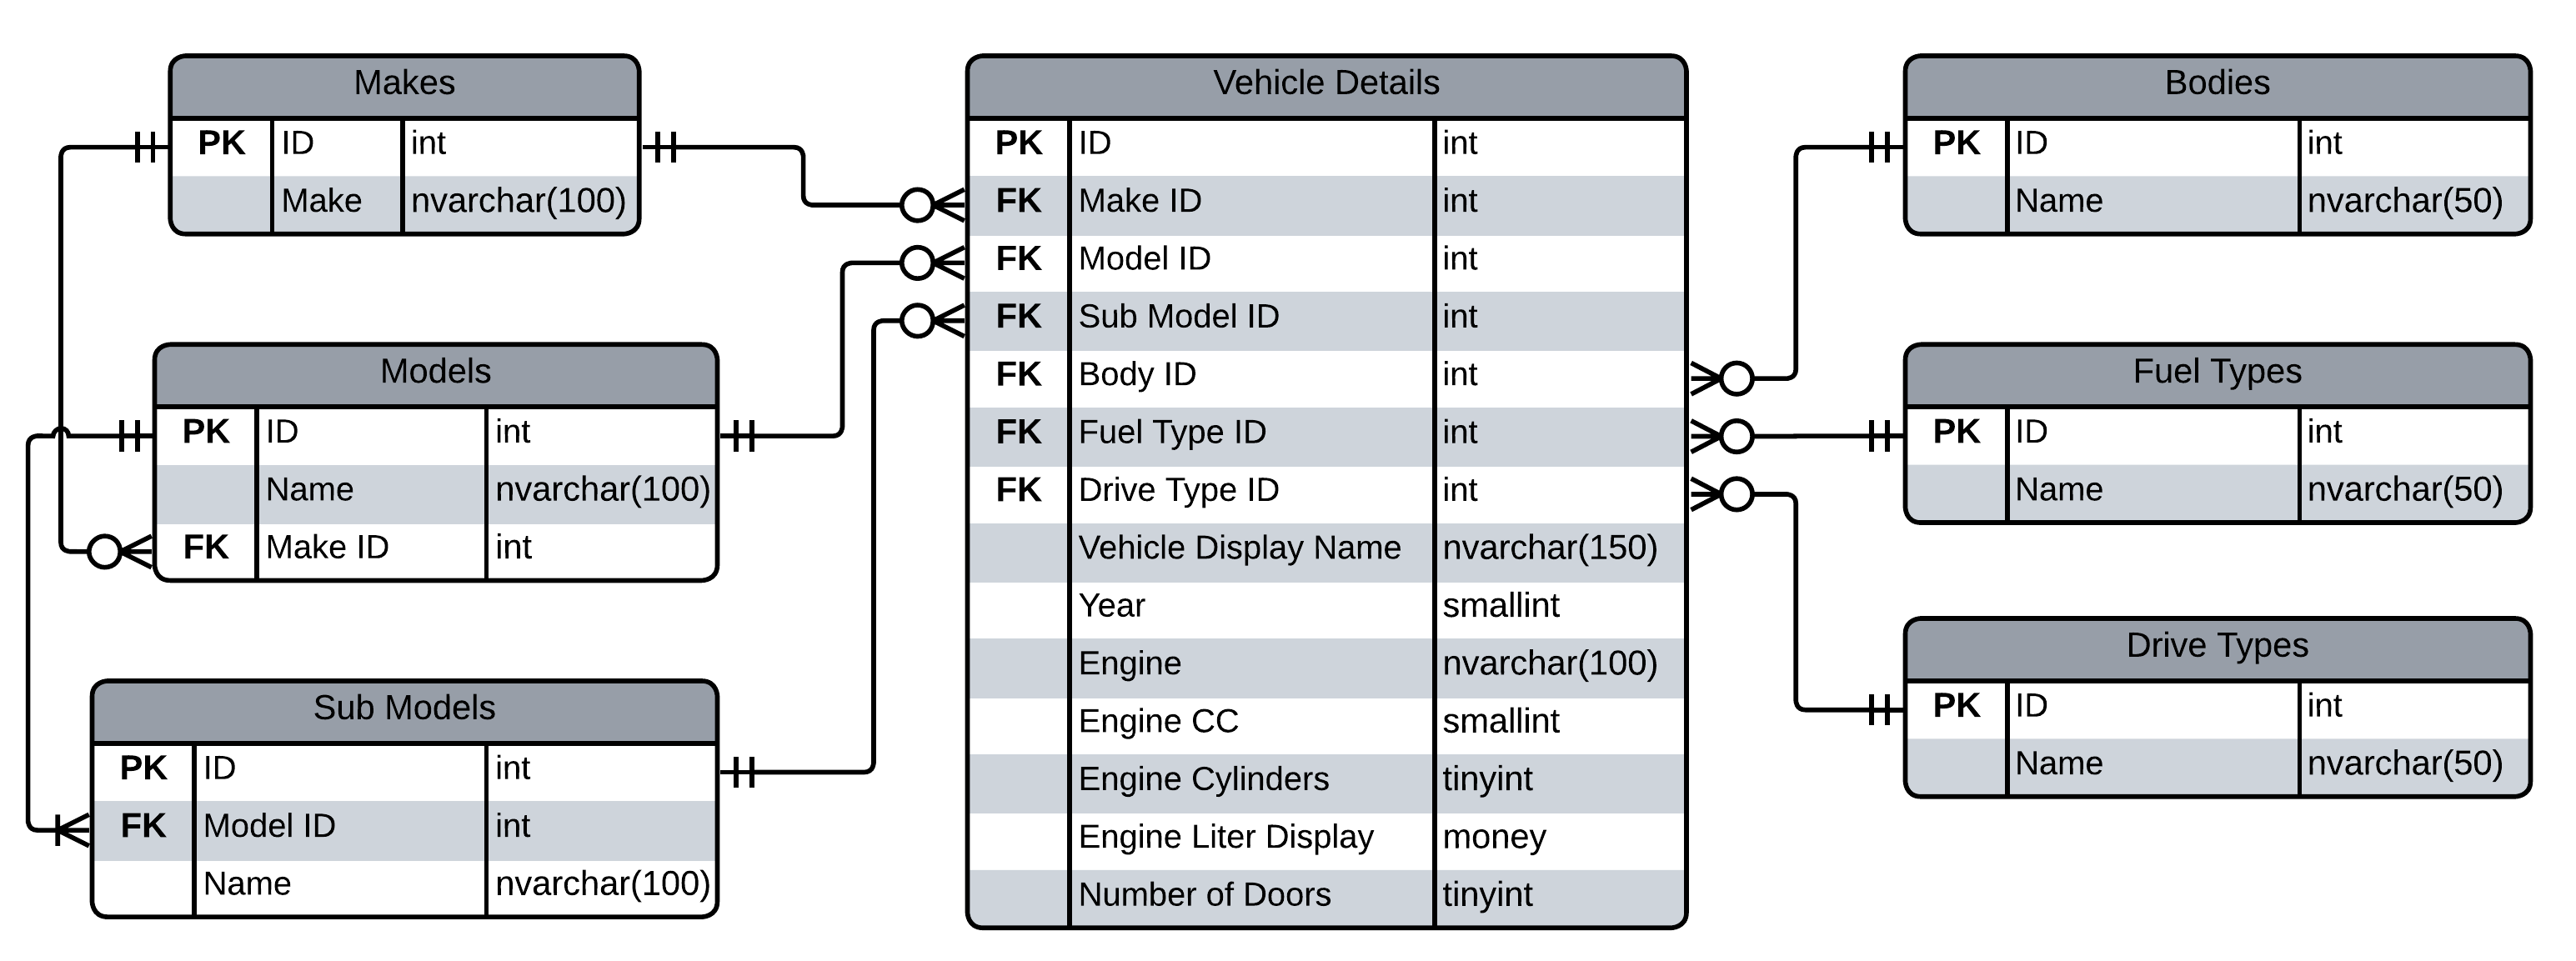 Makes
PK ID int
Make nvarchar(100)
Models
PK ID int
Name nvarchar(100)
FK Make ID int
Sub Models
PK ID int
FK Model ID int
Name nvarchar(100)
Vehicle Details
PK ID int
FK Make ID int
FK Model ID int
FK Sub Model ID int
FK Body ID int
FK Fuel Type ID int
FK Drive Type ID int
Vehicle Display Name nvarchar(150)
Year smallint
Engine nvarchar(100)
Engine CC smallint
Engine Cylinders tinyint
Engine Liter Display money
Number of Doors tinyint
Bodies
PK ID int
Name nvarchar(50)
Fuel Types
PK ID int
Name nvarchar(50)
Drive Types
PK ID int
Name nvarchar(50)